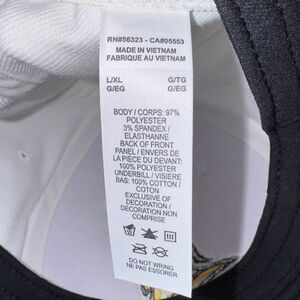 RN#56323 - CA#05553
MADE IN VIETNAM
FABRIQUE AU VIETNAM
L/XL G/TG
G/EG G/EG
BODY / CORPS: 97%
POLYESTER
3% SPANDEX /
ELASTHANNE
BACK OF FRONT
PANEL / ENVERS DE
LA PIÈCE DU DEVANT:
100% POLYESTER
UNDERBILL / VISIERE
BAS: 100% COTTON /
COTON
EXCLUSIVE OF
DECORATION /
DECORATION NON
COMPRIS
DO NOT WRING
NE PAS ESSORER